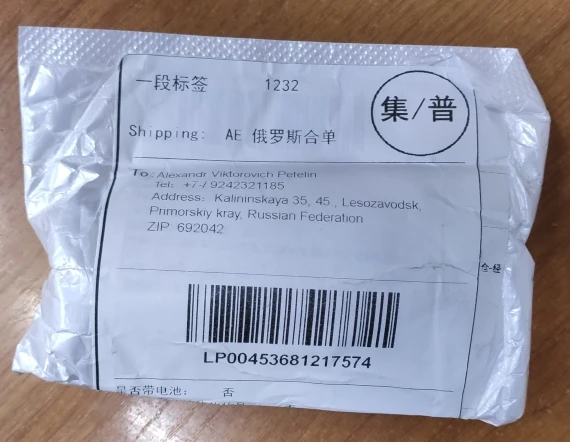 一段标签 1232
集/普
Shipping: AE 俄罗斯合单
To: Alexandr Viktorovich Petelin
Tel: +7-/ 9242321185
Address: Kalininskaya 35, 45 , Lesozavodsk,
Primorskiy kray, Russian Federation
ZIP 692042
LP00453681217574
是否带电池: 否